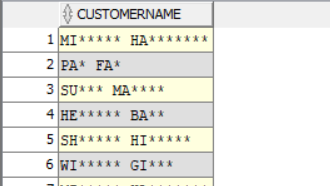 CUSTOMERNAME
1 MI***** HA*******
2 PA* FA*
3 SU*** MA****
4 HE***** BA**
5 SH***** HI*****
6 WI***** GI***